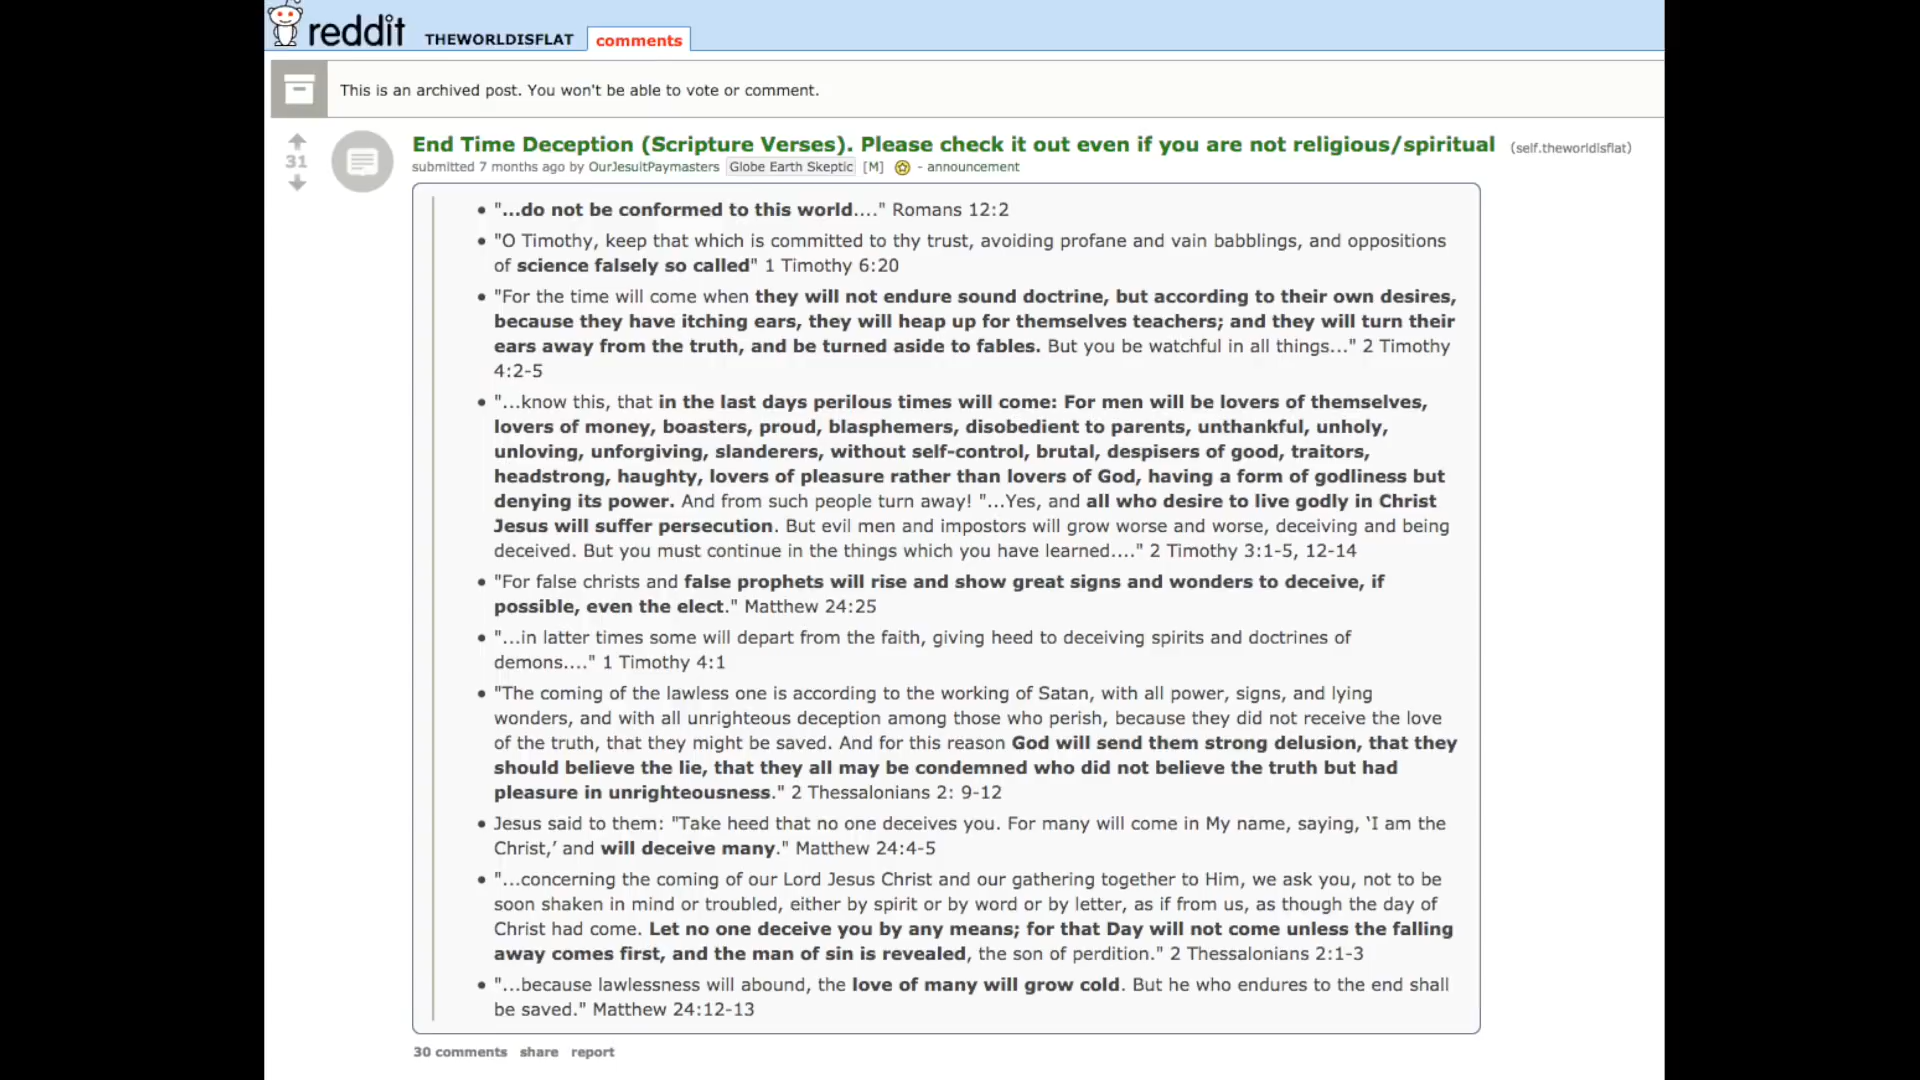 reddit THEWORLDISFLAT comments
This is an archived post. You won't be able to vote or comment.
31
End Time Deception (Scripture Verses). Please check it out even if you are not religious/spiritual (self.theworldisflat)
submitted 7 months ago by OurJesuitPaymasters Globe Earth Skeptic [M] - announcement
• "...do not be conformed to this world...." Romans 12:2
• "O Timothy, keep that which is committed to thy trust, avoiding profane and vain babblings, and oppositions
of science falsely so called" 1 Timothy 6:20
• "For the time will come when they will not endure sound doctrine, but according to their own desires,
because they have itching ears, they will heap up for themselves teachers; and they will turn their
ears away from the truth, and be turned aside to fables. But you be watchful in all things..." 2 Timothy
4:2-5
• "...know this, that in the last days perilous times will come: For men will be lovers of themselves,
lovers of money, boasters, proud, blasphemers, disobedient to parents, unthankful, unholy,
unloving, unforgiving, slanderers, without self-control, brutal, despisers of good, traitors,
headstrong, haughty, lovers of pleasure rather than lovers of God, having a form of godliness but
denying its power. And from such people turn away! "...Yes, and all who desire to live godly in Christ
Jesus will suffer persecution. But evil men and impostors will grow worse and worse, deceiving and being
deceived. But you must continue in the things which you have learned...." 2 Timothy 3:1-5, 12-14
• "For false christs and false prophets will rise and show great signs and wonders to deceive, if
possible, even the elect." Matthew 24:25
• "...in latter times some will depart from the faith, giving heed to deceiving spirits and doctrines of
demons...." 1 Timothy 4:1
• "The coming of the lawless one is according to the working of Satan, with all power, signs, and lying
wonders, and with all unrighteous deception among those who perish, because they did not receive the love
of the truth, that they might be saved. And for this reason God will send them strong delusion, that they
should believe the lie, that they all may be condemned who did not believe the truth but had
pleasure in unrighteousness." 2 Thessalonians 2: 9-12
• Jesus said to them: "Take heed that no one deceives you. For many will come in My name, saying, ‘I am the
Christ,’ and will deceive many." Matthew 24:4-5
• "...concerning the coming of our Lord Jesus Christ and our gathering together to Him, we ask you, not to be
soon shaken in mind or troubled, either by spirit or by word or by letter, as if from us, as though the day of
Christ had come. Let no one deceive you by any means; for that Day will not come unless the falling
away comes first, and the man of sin is revealed, the son of perdition." 2 Thessalonians 2:1-3
• "...because lawlessness will abound, the love of many will grow cold. But he who endures to the end shall
be saved." Matthew 24:12-13
30 comments share report